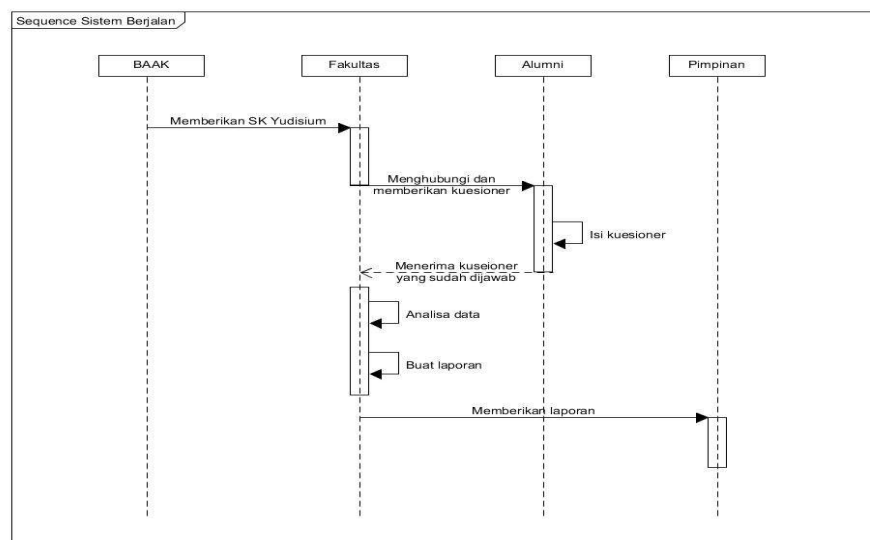 Sequence Sistem Berjalan
BAAK
Fakultas
Alumni
Pimpinan
Memberikan SK Yudisium
Menghubungi dan
memberikan kuesioner
Isi kuesioner
Menerima kuseioner
yang sudah dijawab
Analisa data
Buat laporan
Memberikan laporan